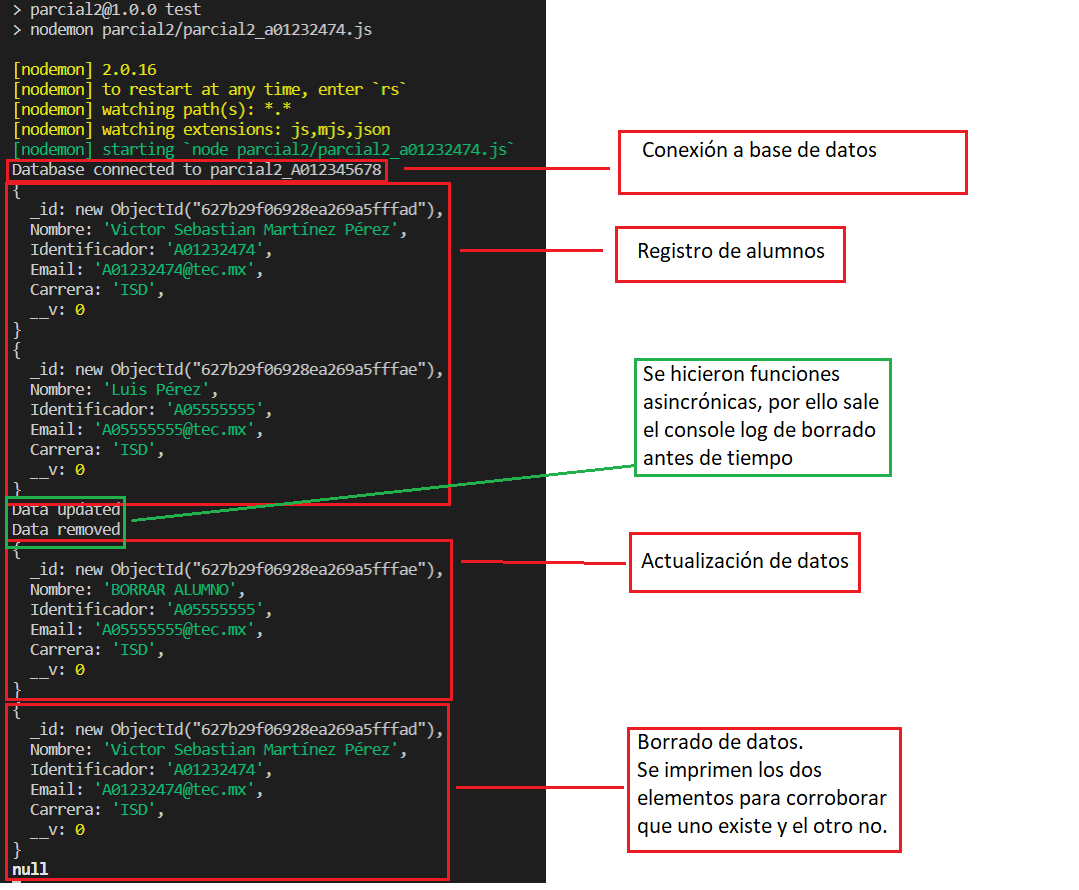 > parcial2@1.0.0 test
> nodemon parcial2/parcial2_a01232474.js
[nodemon] 2.0.16
[nodemon] to restart at any time, enter `rs`
[nodemon] watching path(s): *.*
[nodemon] watching extensions: js,mjs,json
[nodemon] starting `node parcial2/parcial2_a01232474.js`
Database connected to parcial2_A012345678
{
  _id: new ObjectId("627b29f06928ea269a5fffad"),
  Nombre: 'Victor Sebastian Martínez Pérez',
  Identificador: 'A01232474',
  Email: 'A01232474@tec.mx',
  Carrera: 'ISD',
  __v: 0
}
{
  _id: new ObjectId("627b29f06928ea269a5fffae"),
  Nombre: 'Luis Pérez',
  Identificador: 'A05555555',
  Email: 'A05555555@tec.mx',
  Carrera: 'ISD',
  __v: 0
}
Data updated
Data removed
{
  _id: new ObjectId("627b29f06928ea269a5fffae"),
  Nombre: 'BORRAR ALUMNO',
  Identificador: 'A05555555',
  Email: 'A05555555@tec.mx',
  Carrera: 'ISD',
  __v: 0
}
{
  _id: new ObjectId("627b29f06928ea269a5fffad"),
  Nombre: 'Victor Sebastian Martínez Pérez',
  Identificador: 'A01232474',
  Email: 'A01232474@tec.mx',
  Carrera: 'ISD',
  __v: 0
}
null
Conexión a base de datos
Registro de alumnos
Se hicieron funciones
asincrónicas, por ello sale
el console log de borrado
antes de tiempo
Actualización de datos
Borrado de datos.
Se imprimen los dos
elementos para corroborar
que uno existe y el otro no.